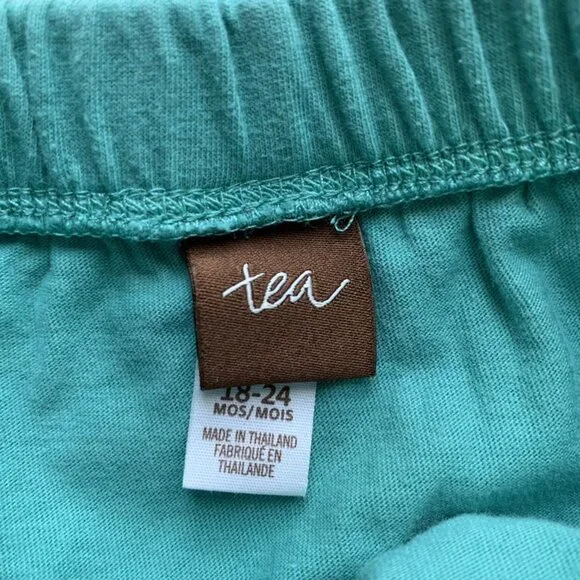 tea
18-24
MOS/MOIS
MADE IN THAILAND
FABRIQUÉ EN
THAILANDE